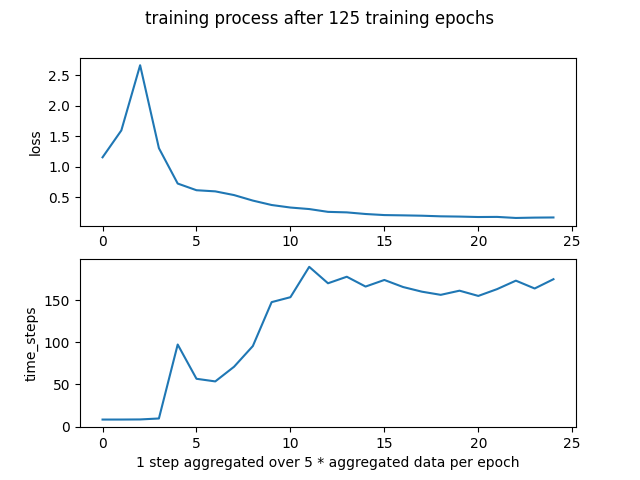 training process after 125 training epochs
2.5
2.0
1.5
1.0
0.5
loss
0 5 10 15 20 25
150
100
50
0
time_steps
0 5 10 15 20 25
1 step aggregated over 5 * aggregated data per epoch